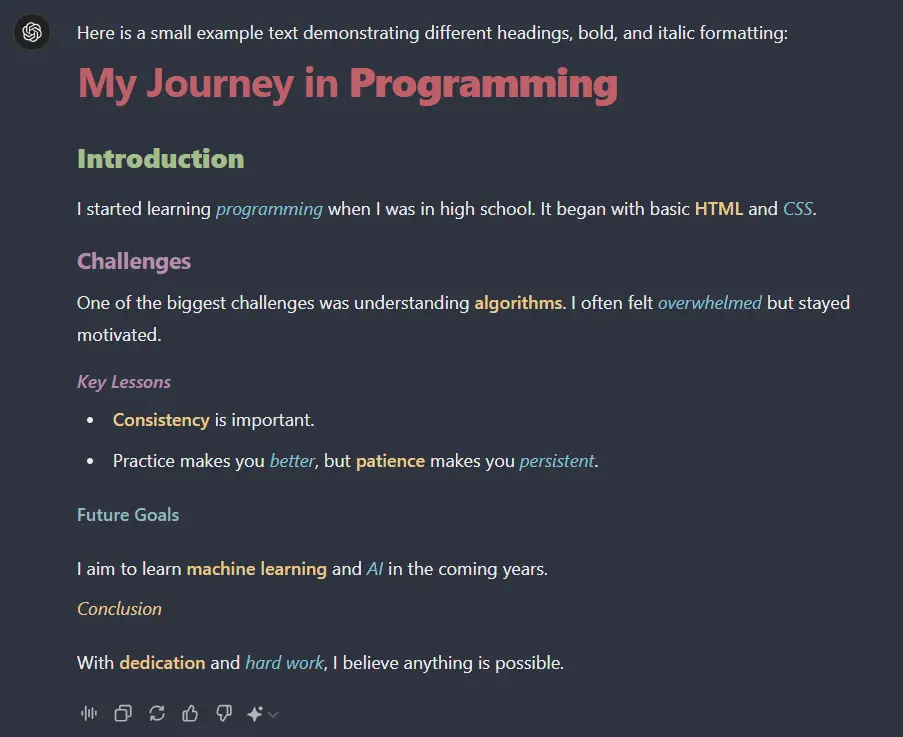 Here is a small example text demonstrating different headings, bold, and italic formatting:
My Journey in Programming
Introduction
I started learning programming when I was in high school. It began with basic HTML and CSS.
Challenges
One of the biggest challenges was understanding algorithms. I often felt overwhelmed but stayed
motivated.
Key Lessons
• Consistency is important.
• Practice makes you better, but patience makes you persistent.
Future Goals
I aim to learn machine learning and AI in the coming years.
Conclusion
With dedication and hard work, I believe anything is possible.